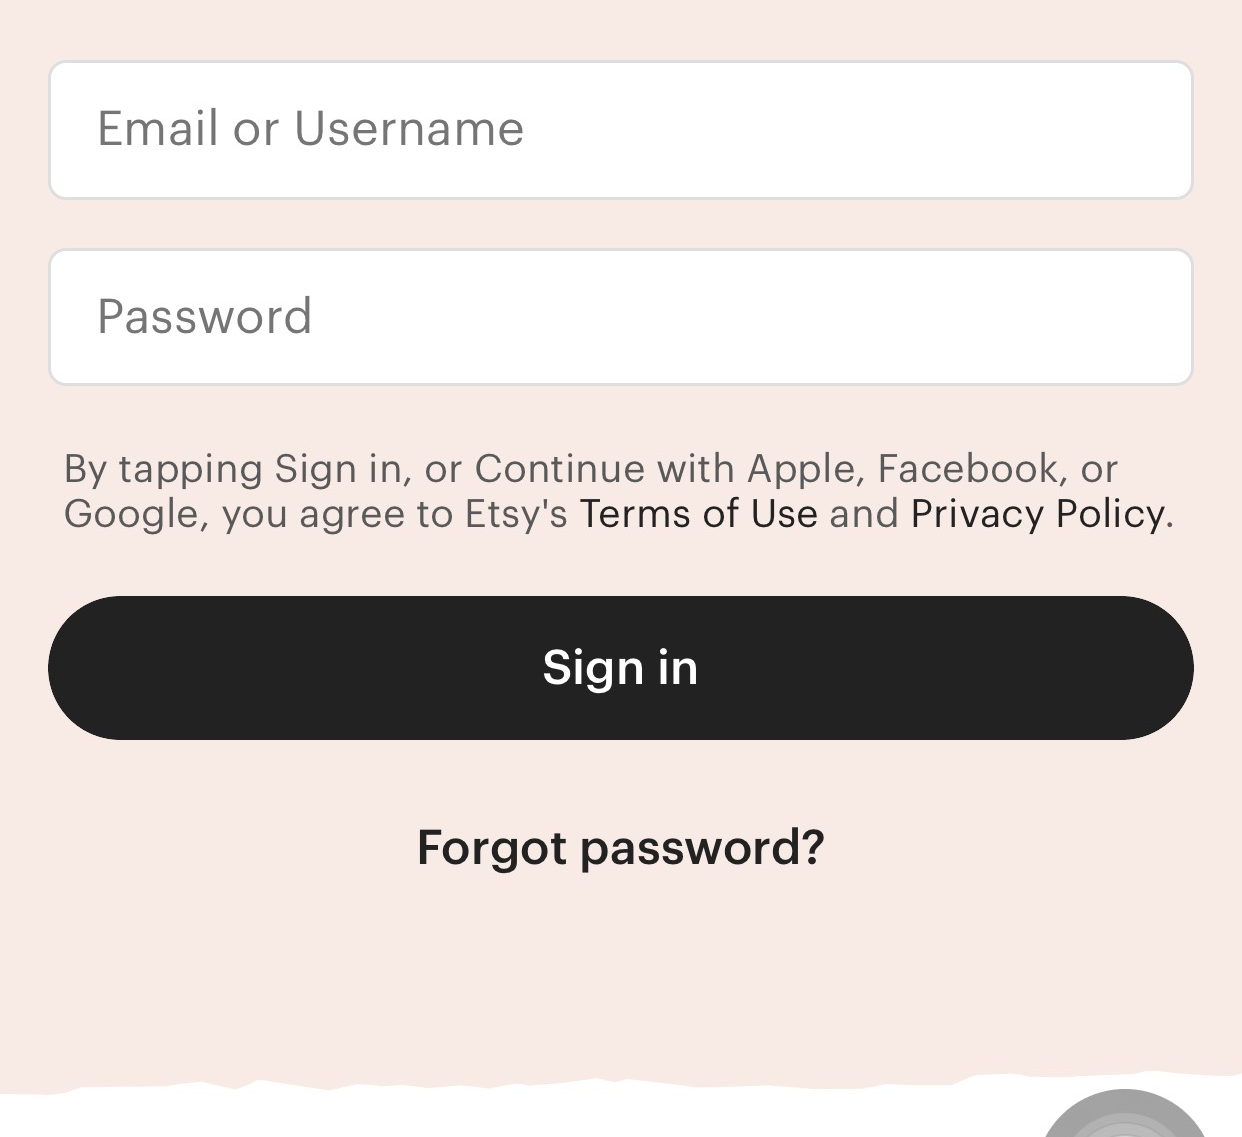 Email or Username
Password
By tapping Sign in, or Continue with Apple, Facebook, or
Google, you agree to Etsy's Terms of Use and Privacy Policy.
Sign in
Forgot password?